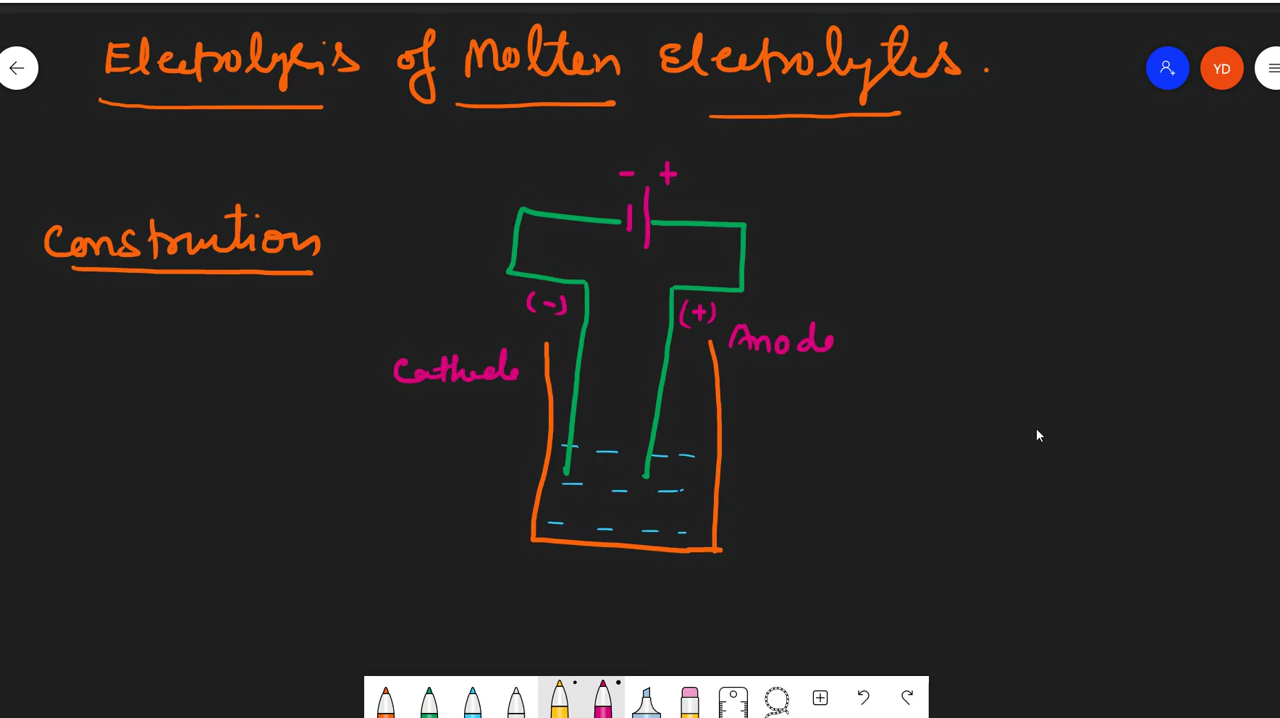 Electrolysis of Molten Electrolytes.
YD
- +
Construction
(-)
(+)
Anode
Cathode